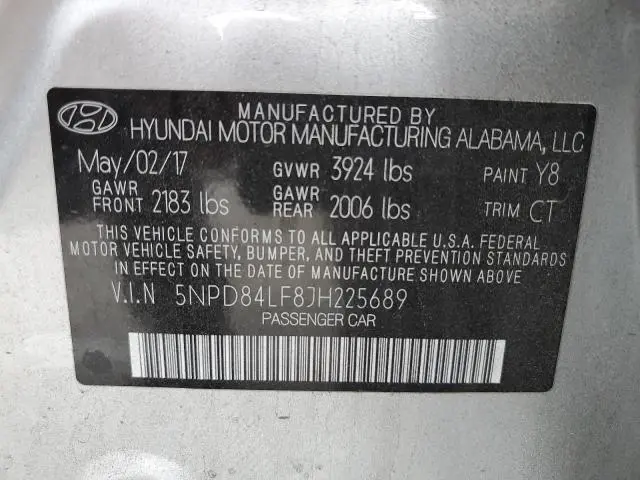 MANUFACTURED BY
HYUNDAI MOTOR MANUFACTURING ALABAMA, LLC
May/02/17 GVWR 3924 lbs PAINT Y8
GAWR FRONT 2183 lbs GAWR REAR 2006 lbs TRIM CT
THIS VEHICLE CONFORMS TO ALL APPLICABLE U.S.A. FEDERAL
MOTOR VEHICLE SAFETY, BUMPER, AND THEFT PREVENTION
STANDARDS IN EFFECT ON THE DATE OF MANUFACTURE SHOWN ABOVE
V.I.N 5NPD84LF8JH225689
PASSENGER CAR